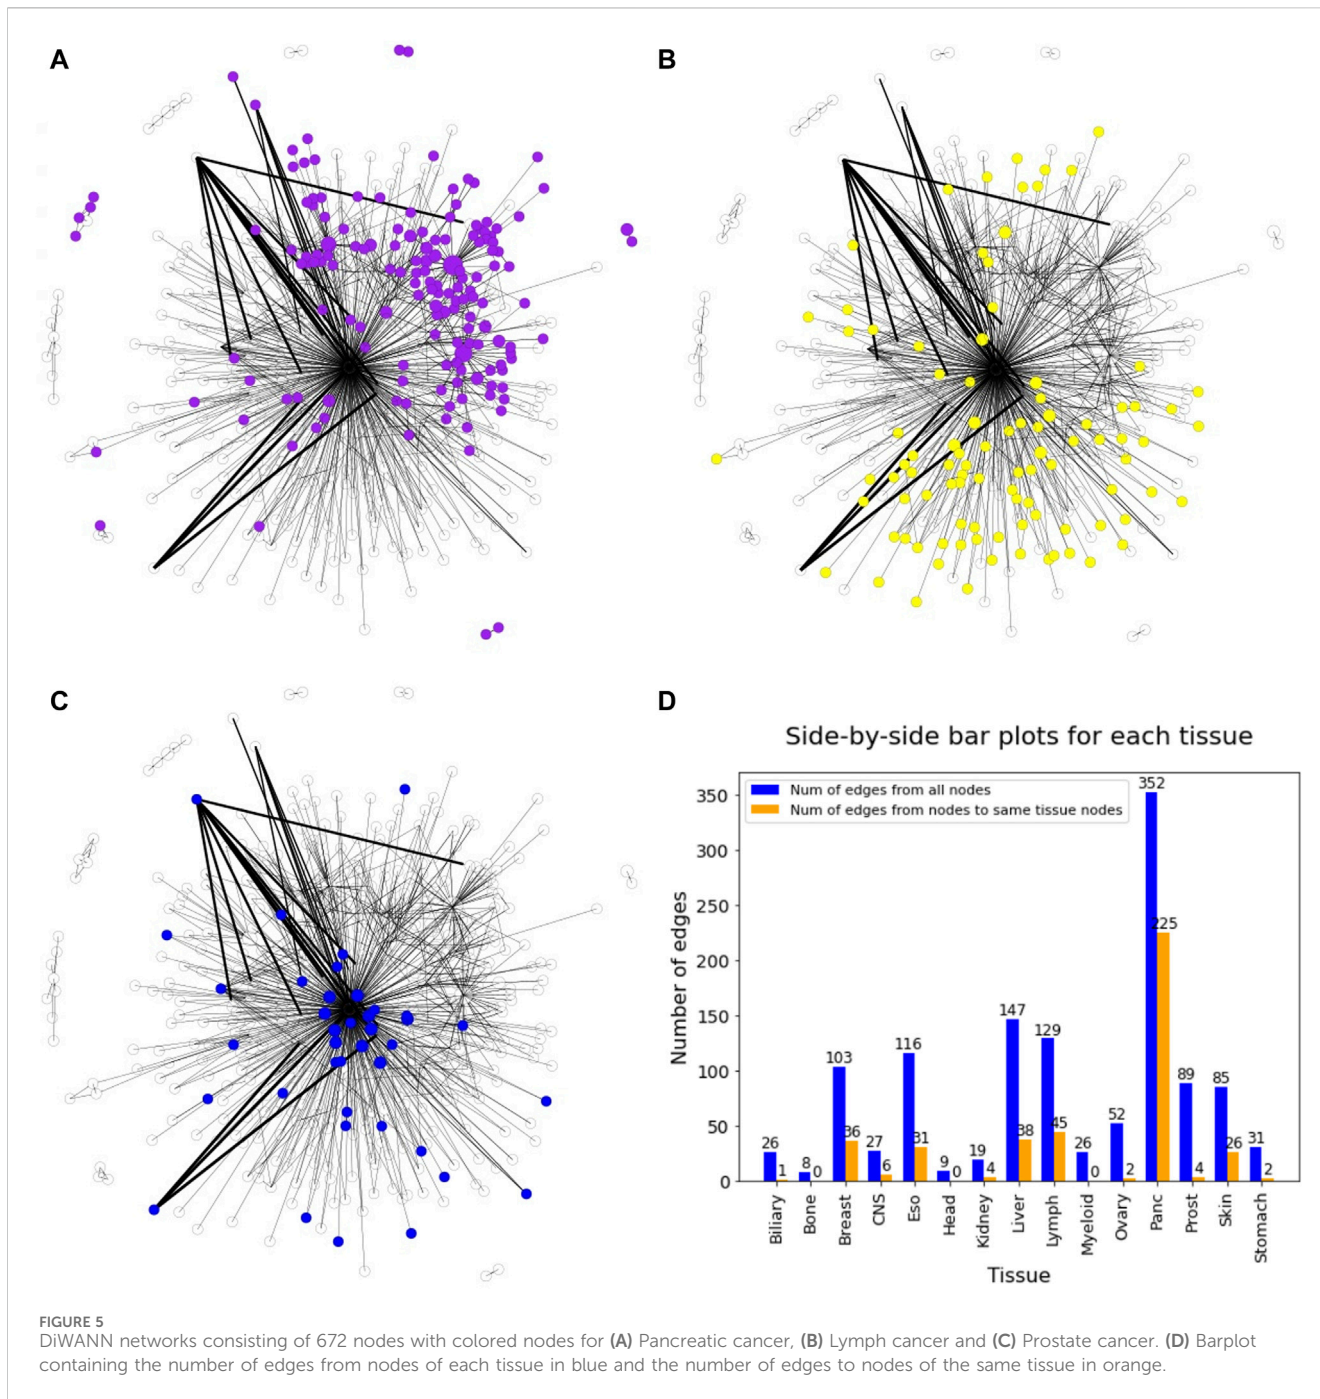 A
B
C
D
Side-by-side bar plots for each tissue
Num of edges from all nodes
Num of edges from nodes to same tissue nodes
Number of edges
350
300
250
200
150
100
50
0
26 1
8 0
103 36
27 6
116 31
9 0
19 4
147 38
129 45
26 0
52 2
352 225
89 4
85 26
31 2
Biliary
Bone
Breast
CNS
Eso
Head
Kidney
Liver
Lymph
Myeloid
Ovary
Panc
Prost
Skin
Stomach
Tissue
FIGURE 5
DiWANN networks consisting of 672 nodes with colored nodes for (A) Pancreatic cancer, (B) Lymph cancer and (C) Prostate cancer. (D) Barplot
containing the number of edges from nodes of each tissue in blue and the number of edges to nodes of the same tissue in orange.